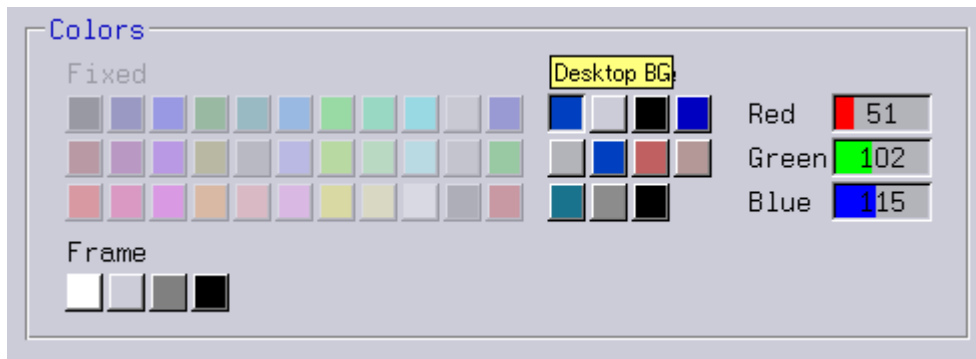 Colors
Fixed
Desktop BG
Red 51
Green 102
Blue 115
Frame